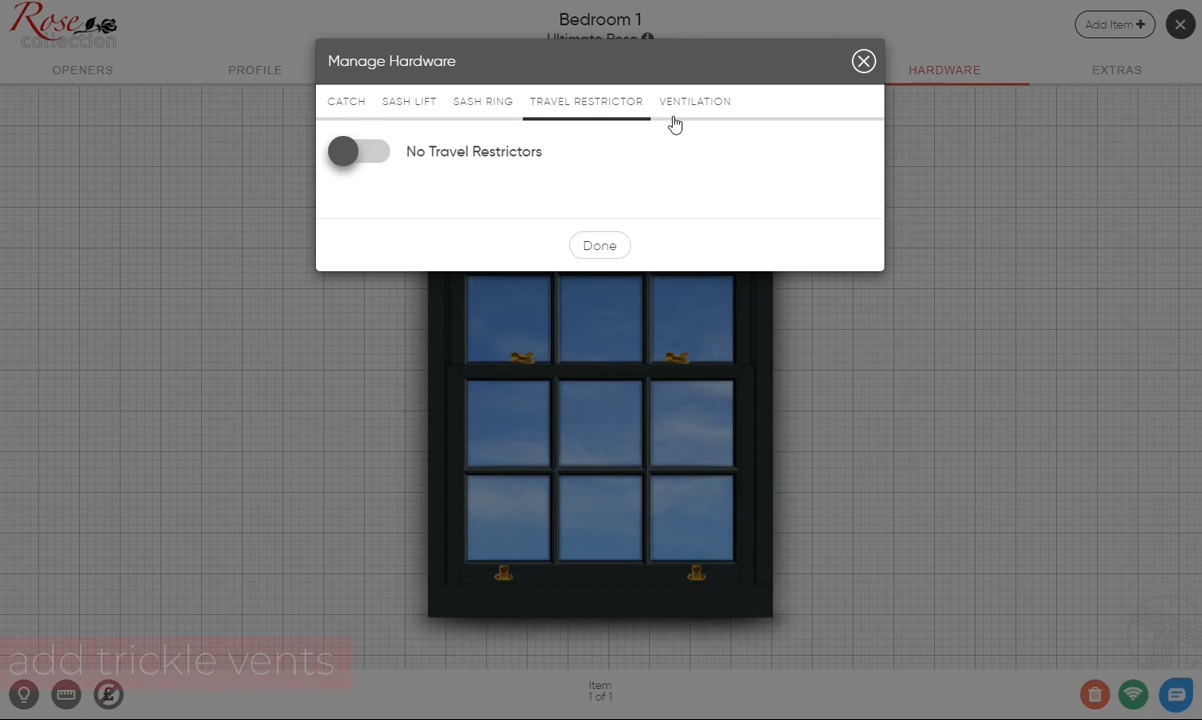 Rose
collection
Bedroom 1
Ultimate Rose
Add Item +
OPENERS
PROFILE
HARDWARE
EXTRAS
Manage Hardware
CATCH
SASH LIFT
SASH RING
TRAVEL RESTRICTOR
VENTILATION
No Travel Restrictors
Done
add trickle vents
Item
1 of 1